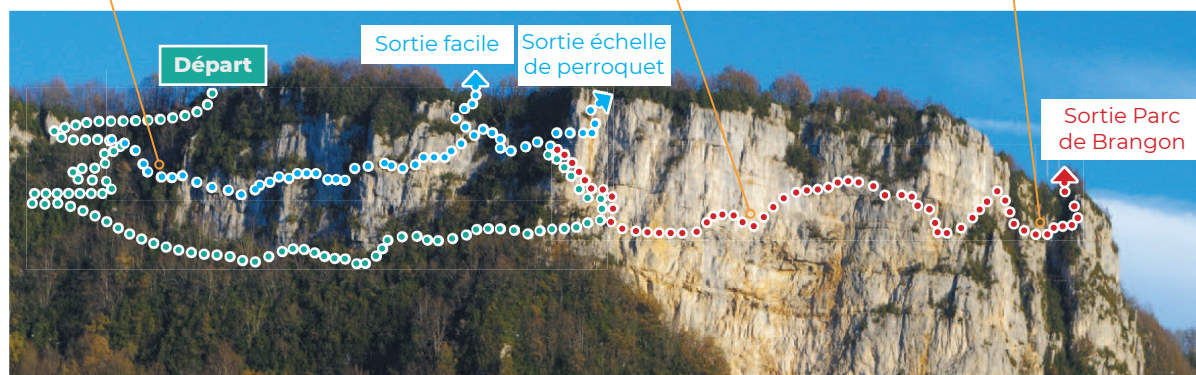 Départ
Sortie facile
Sortie échelle
de perroquet
Sortie Parc
de Brangon